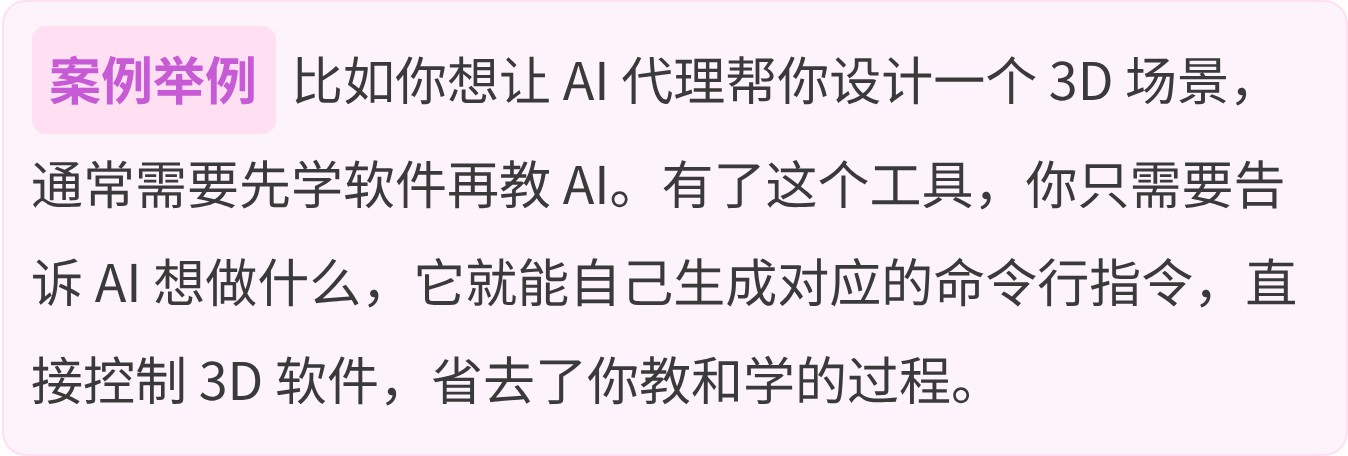 案例举例 比如你想让 AI 代理帮你设计一个 3D 场景，
通常需要先学软件再教 AI。有了这个工具，你只需要告
诉 AI 想做什么，它就能自己生成对应的命令行指令，直
接控制 3D 软件，省去了你教和学的过程。